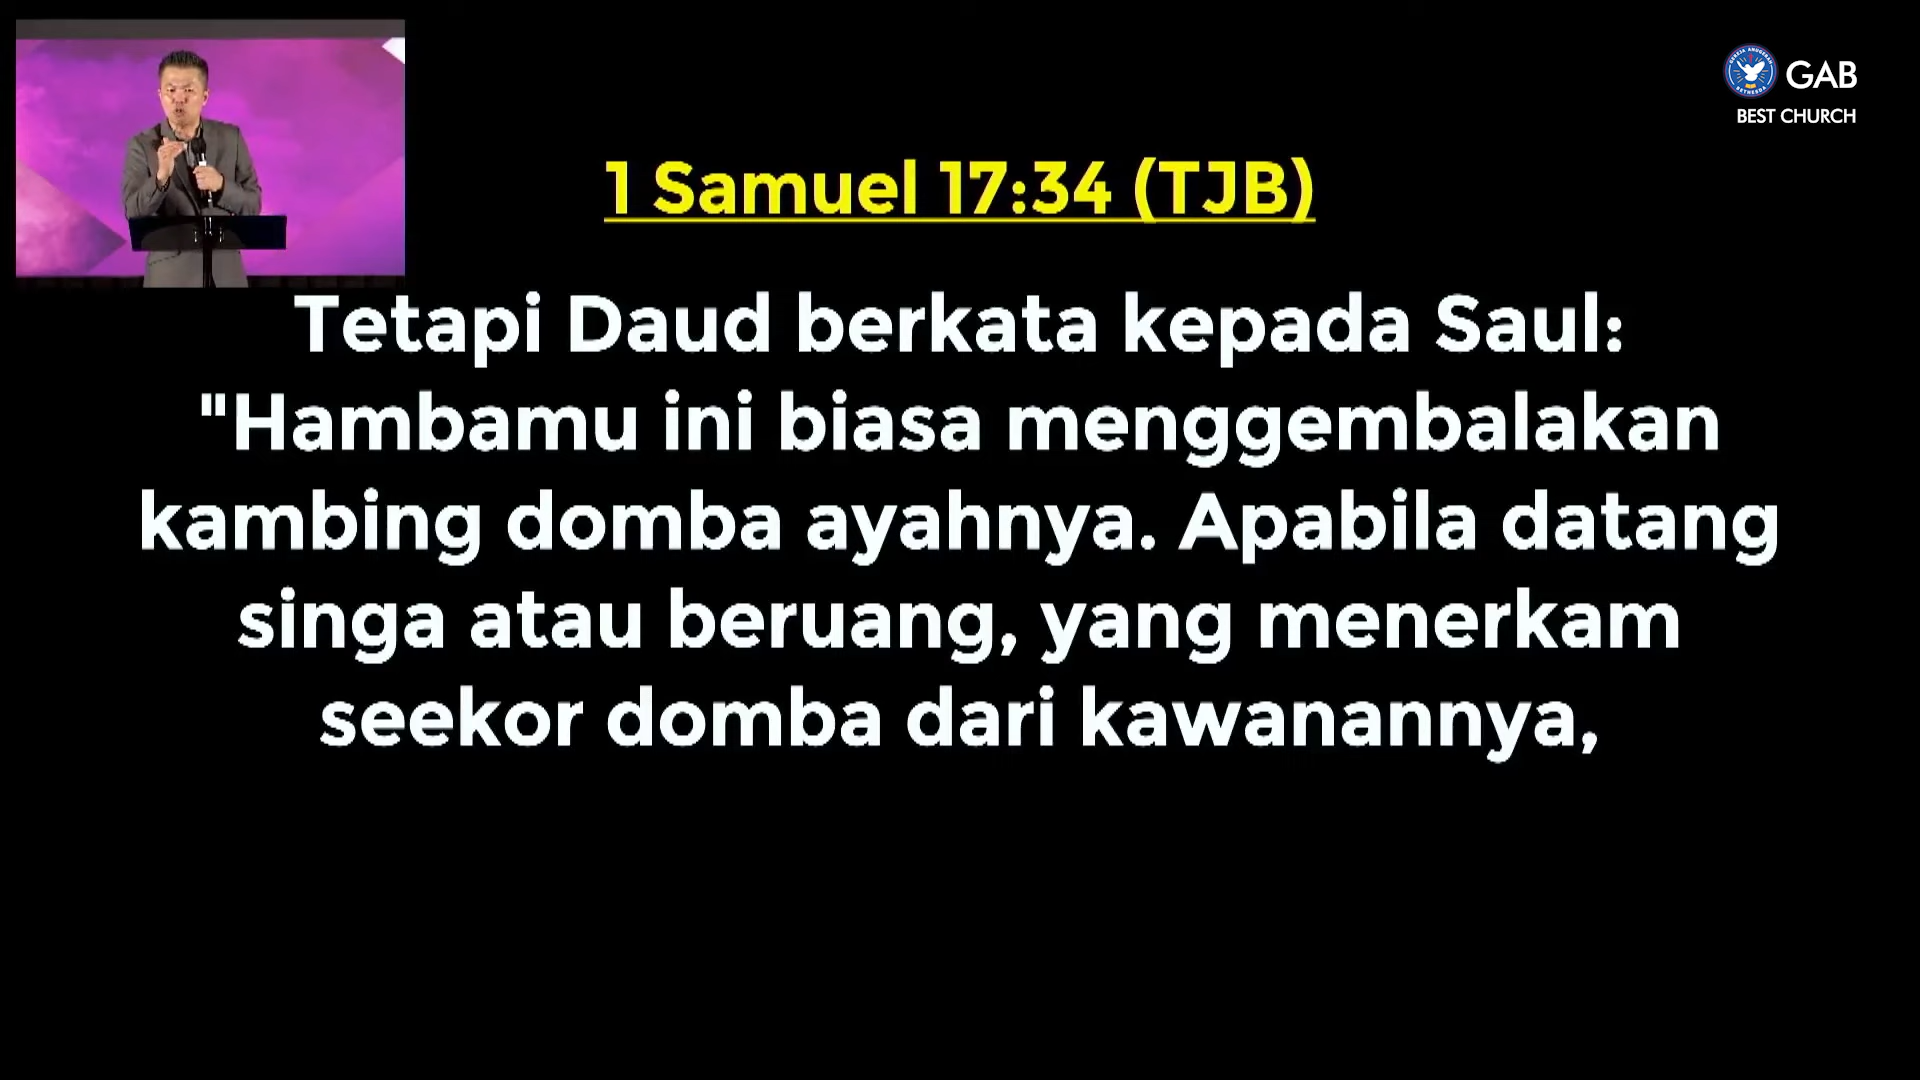 GAB
BEST CHURCH
1 Samuel 17:34 (TJB)
Tetapi Daud berkata kepada Saul:
"Hambamu ini biasa menggembalakan
kambing domba ayahnya. Apabila datang
singa atau beruang, yang menerkam
seekor domba dari kawanannya,